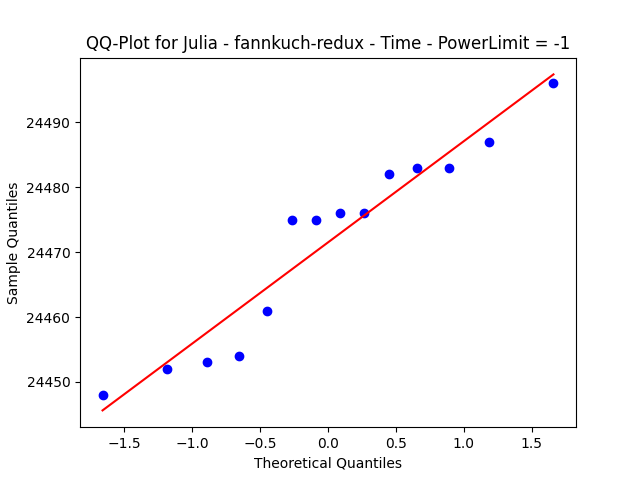 QQ-Plot for Julia - fannkuch-redux - Time - PowerLimit = -1
24490
24480
24470
24460
24450
Sample Quantiles
−1.5 −1.0 −0.5 0.0 0.5 1.0 1.5
Theoretical Quantiles